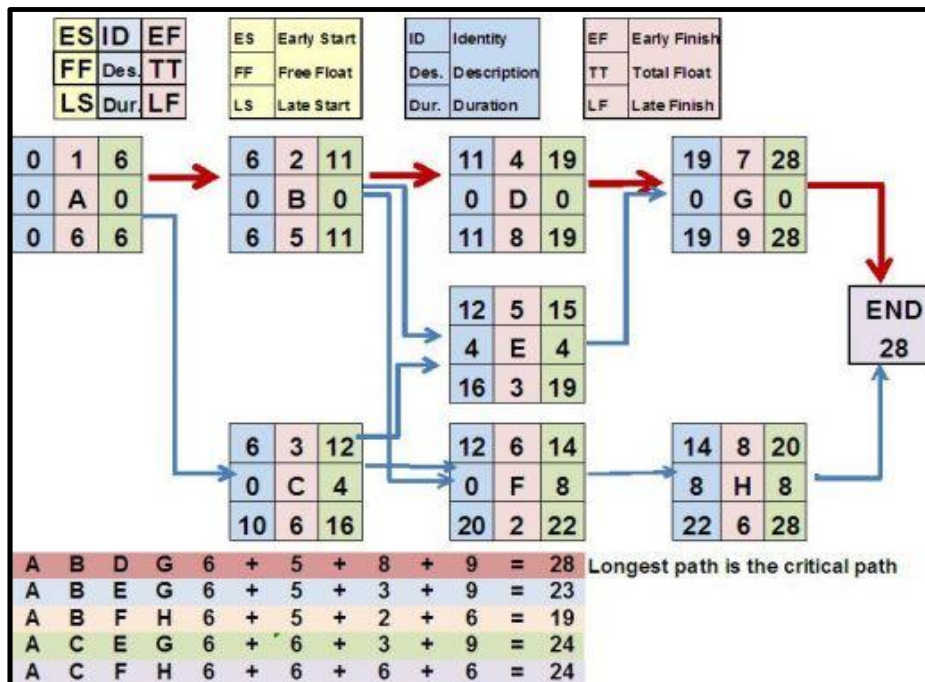 ES ID EF
FF Des. TT
LS Dur. LF
ES Early Start
FF Free Float
LS Late Start
ID Identity
Des. Description
Dur. Duration
EF Early Finish
TT Total Float
LF Late Finish
0 1 6
0 A 0
0 6 6
6 2 11
0 B 0
6 5 11
11 4 19
0 D 0
11 8 19
19 7 28
0 G 0
19 9 28
12 5 15
4 E 4
16 3 19
END
28
6 3 12
0 C 4
10 6 16
12 6 14
0 F 8
20 2 22
14 8 20
8 H 8
22 6 28
A B D G 6 + 5 + 8 + 9 = 28 Longest path is the critical path
A B E G 6 + 5 + 3 + 9 = 23
A B F H 6 + 5 + 2 + 6 = 19
A C E G 6 + 6 + 3 + 9 = 24
A C F H 6 + 6 + 6 + 6 = 24